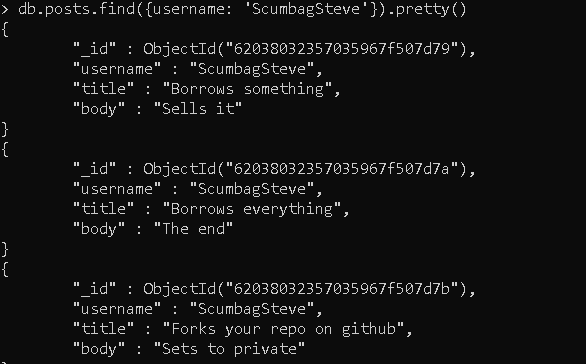 > db.posts.find({username: 'ScumbagSteve'}).pretty()
{
"_id" : ObjectId("62038032357035967f507d79"),
"username" : "ScumbagSteve",
"title" : "Borrows something",
"body" : "Sells it"
}
{
"_id" : ObjectId("62038032357035967f507d7a"),
"username" : "ScumbagSteve",
"title" : "Borrows everything",
"body" : "The end"
}
{
"_id" : ObjectId("62038032357035967f507d7b"),
"username" : "ScumbagSteve",
"title" : "Forks your repo on github",
"body" : "Sets to private"
}